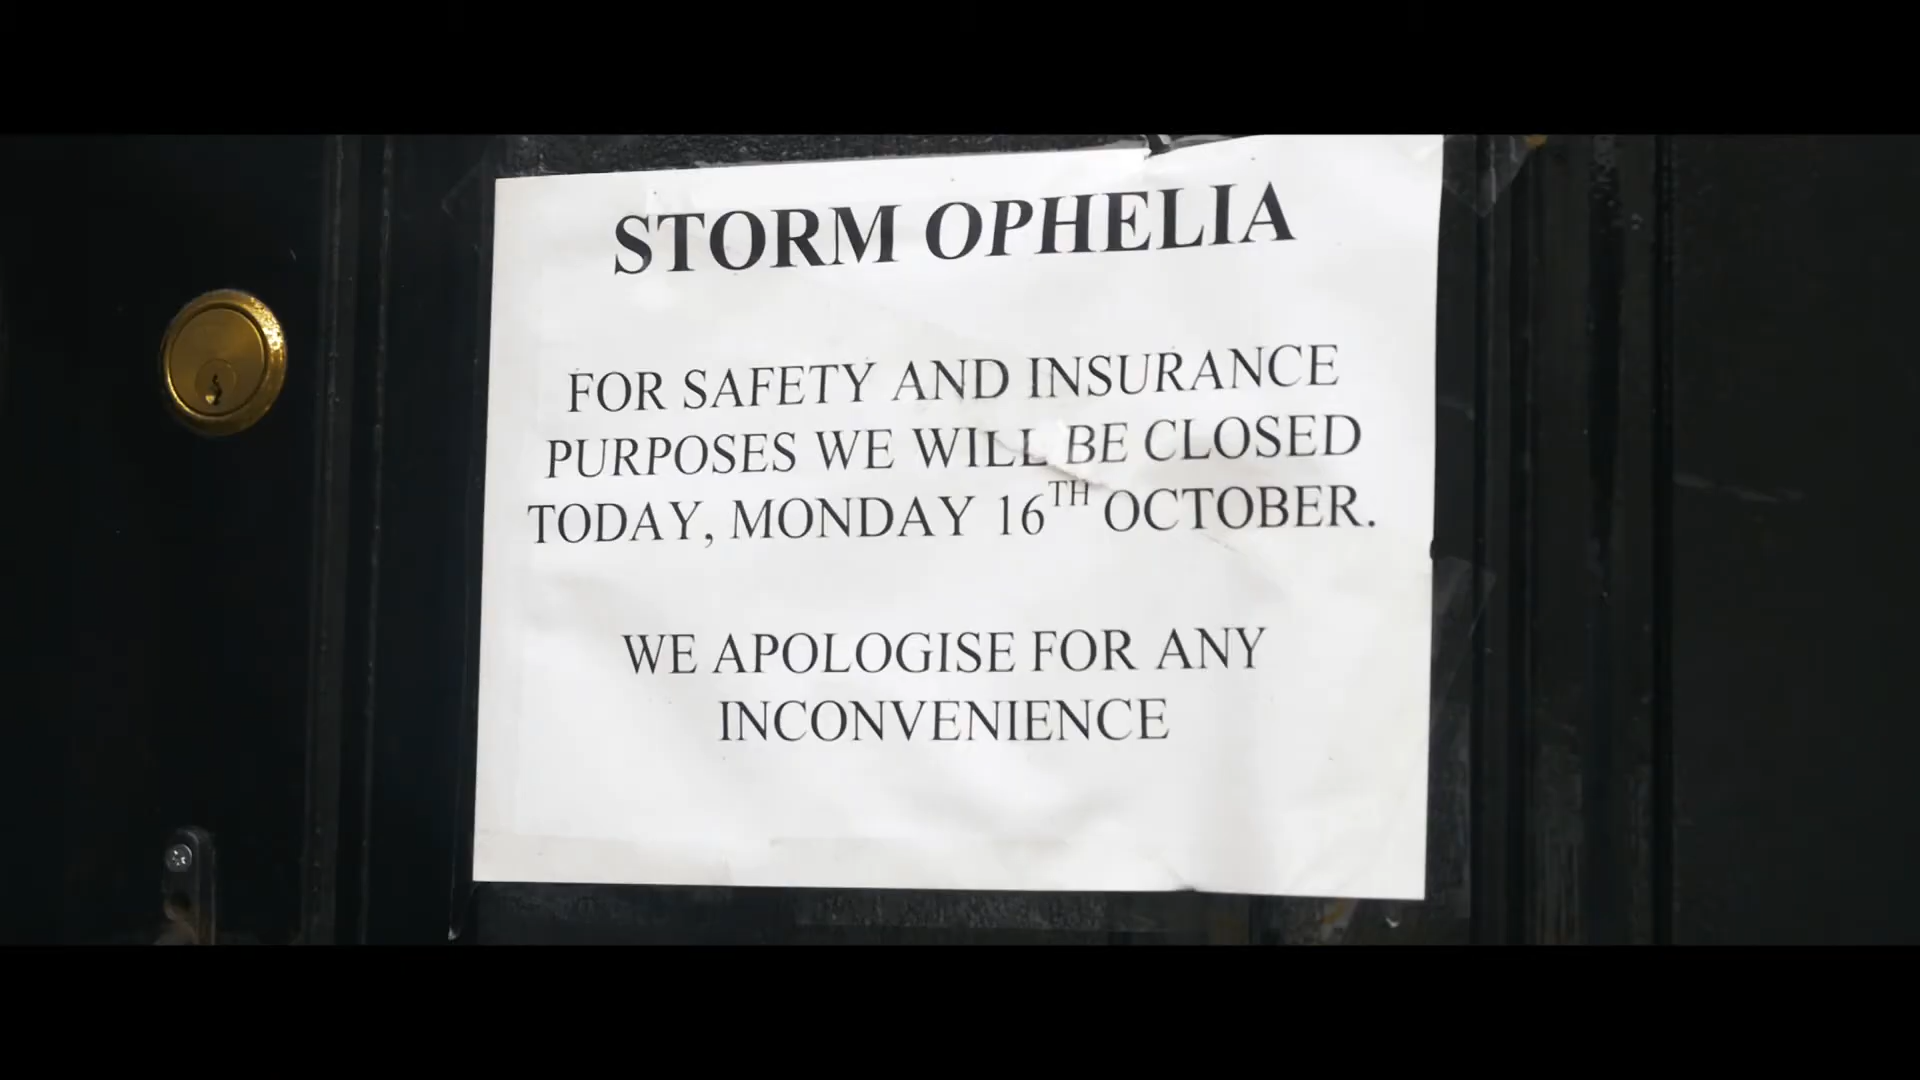 STORM OPHELIA
FOR SAFETY AND INSURANCE
PURPOSES WE WILL BE CLOSED
TODAY, MONDAY 16TH OCTOBER.
WE APOLOGISE FOR ANY
INCONVENIENCE